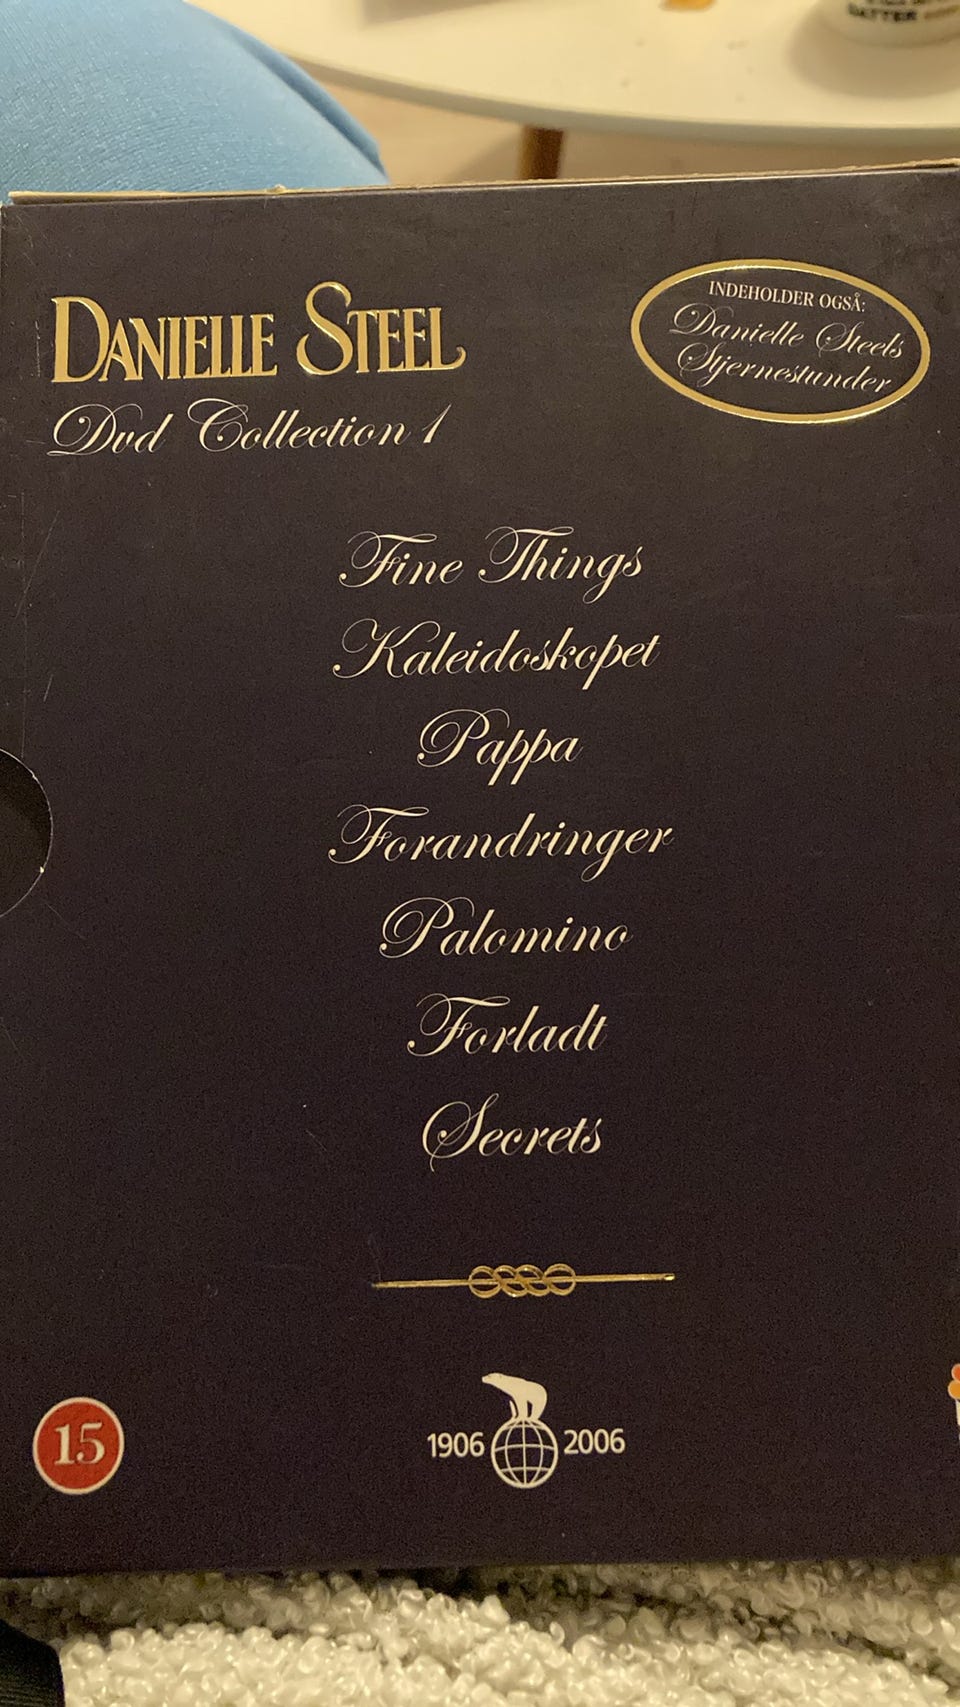 DATTER
DANIELLE STEEL
Dvd Collection 1
INDEHOLDER OGSÅ:
Danielle Steels
Stjernestunder
Fine Things
Kaleidoskopet
Pappa
Forandringer
Palomino
Forladt
Secrets
15
1906 2006